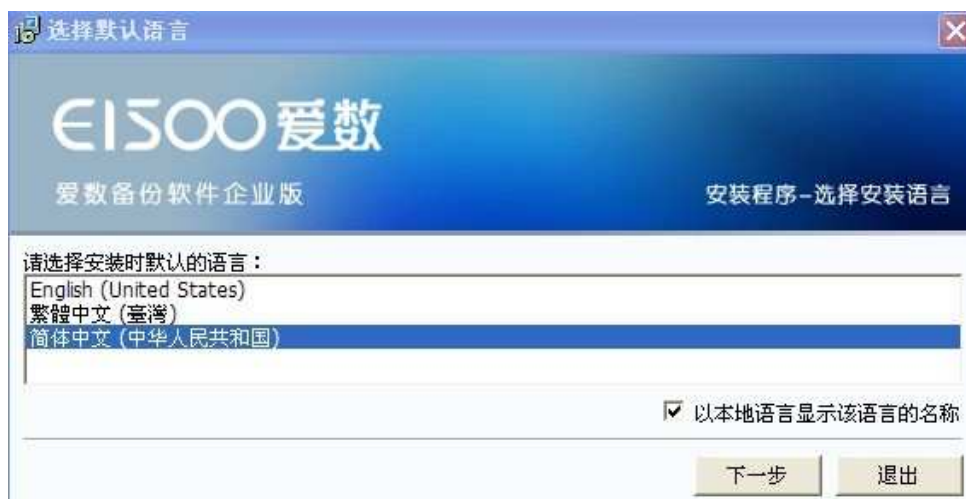 选择默认语言
EISOO爱数
爱数备份软件企业版
安装程序-选择安装语言
请选择安装时默认的语言：
English (United States)
繁體中文 (臺灣)
简体中文 (中华人民共和国)
以本地语言显示该语言的名称
下一步 退出